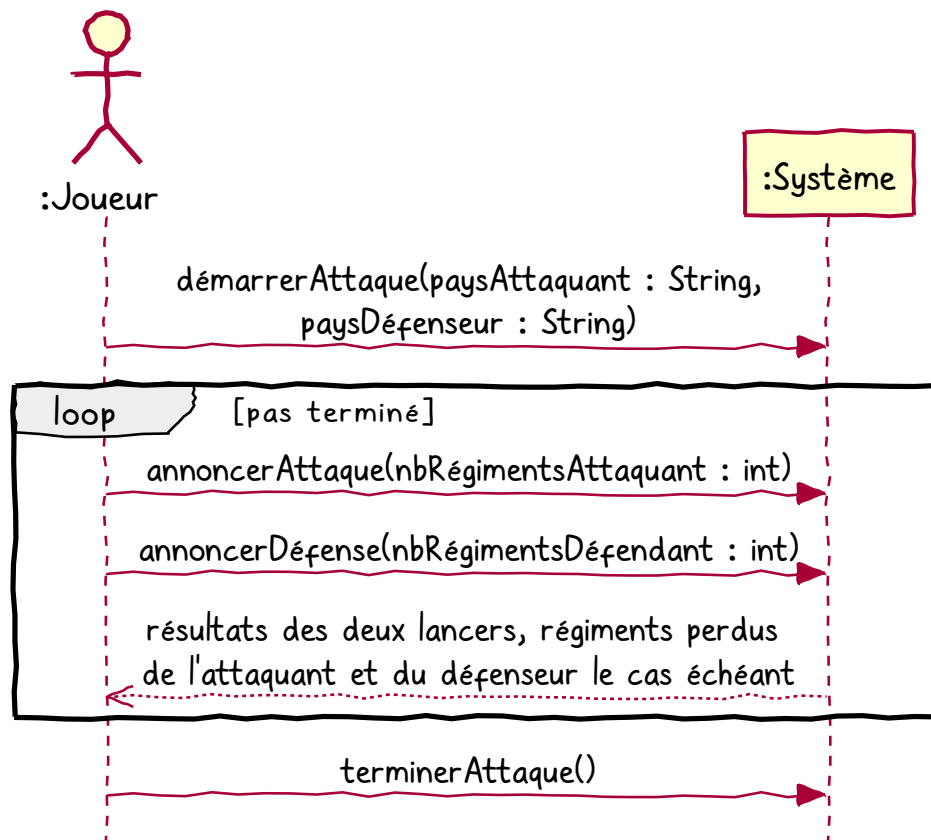 :Joueur
:Système
démarrerAttaque(paysAttaquant : String,
paysDéfenseur : String)
loop [pas terminé]
annoncerAttaque(nbRégimentsAttaquant : int)
annoncerDéfense(nbRégimentsDéfendant : int)
résultats des deux lancers, régiments perdus
de l'attaquant et du défenseur le cas échéant
terminerAttaque()